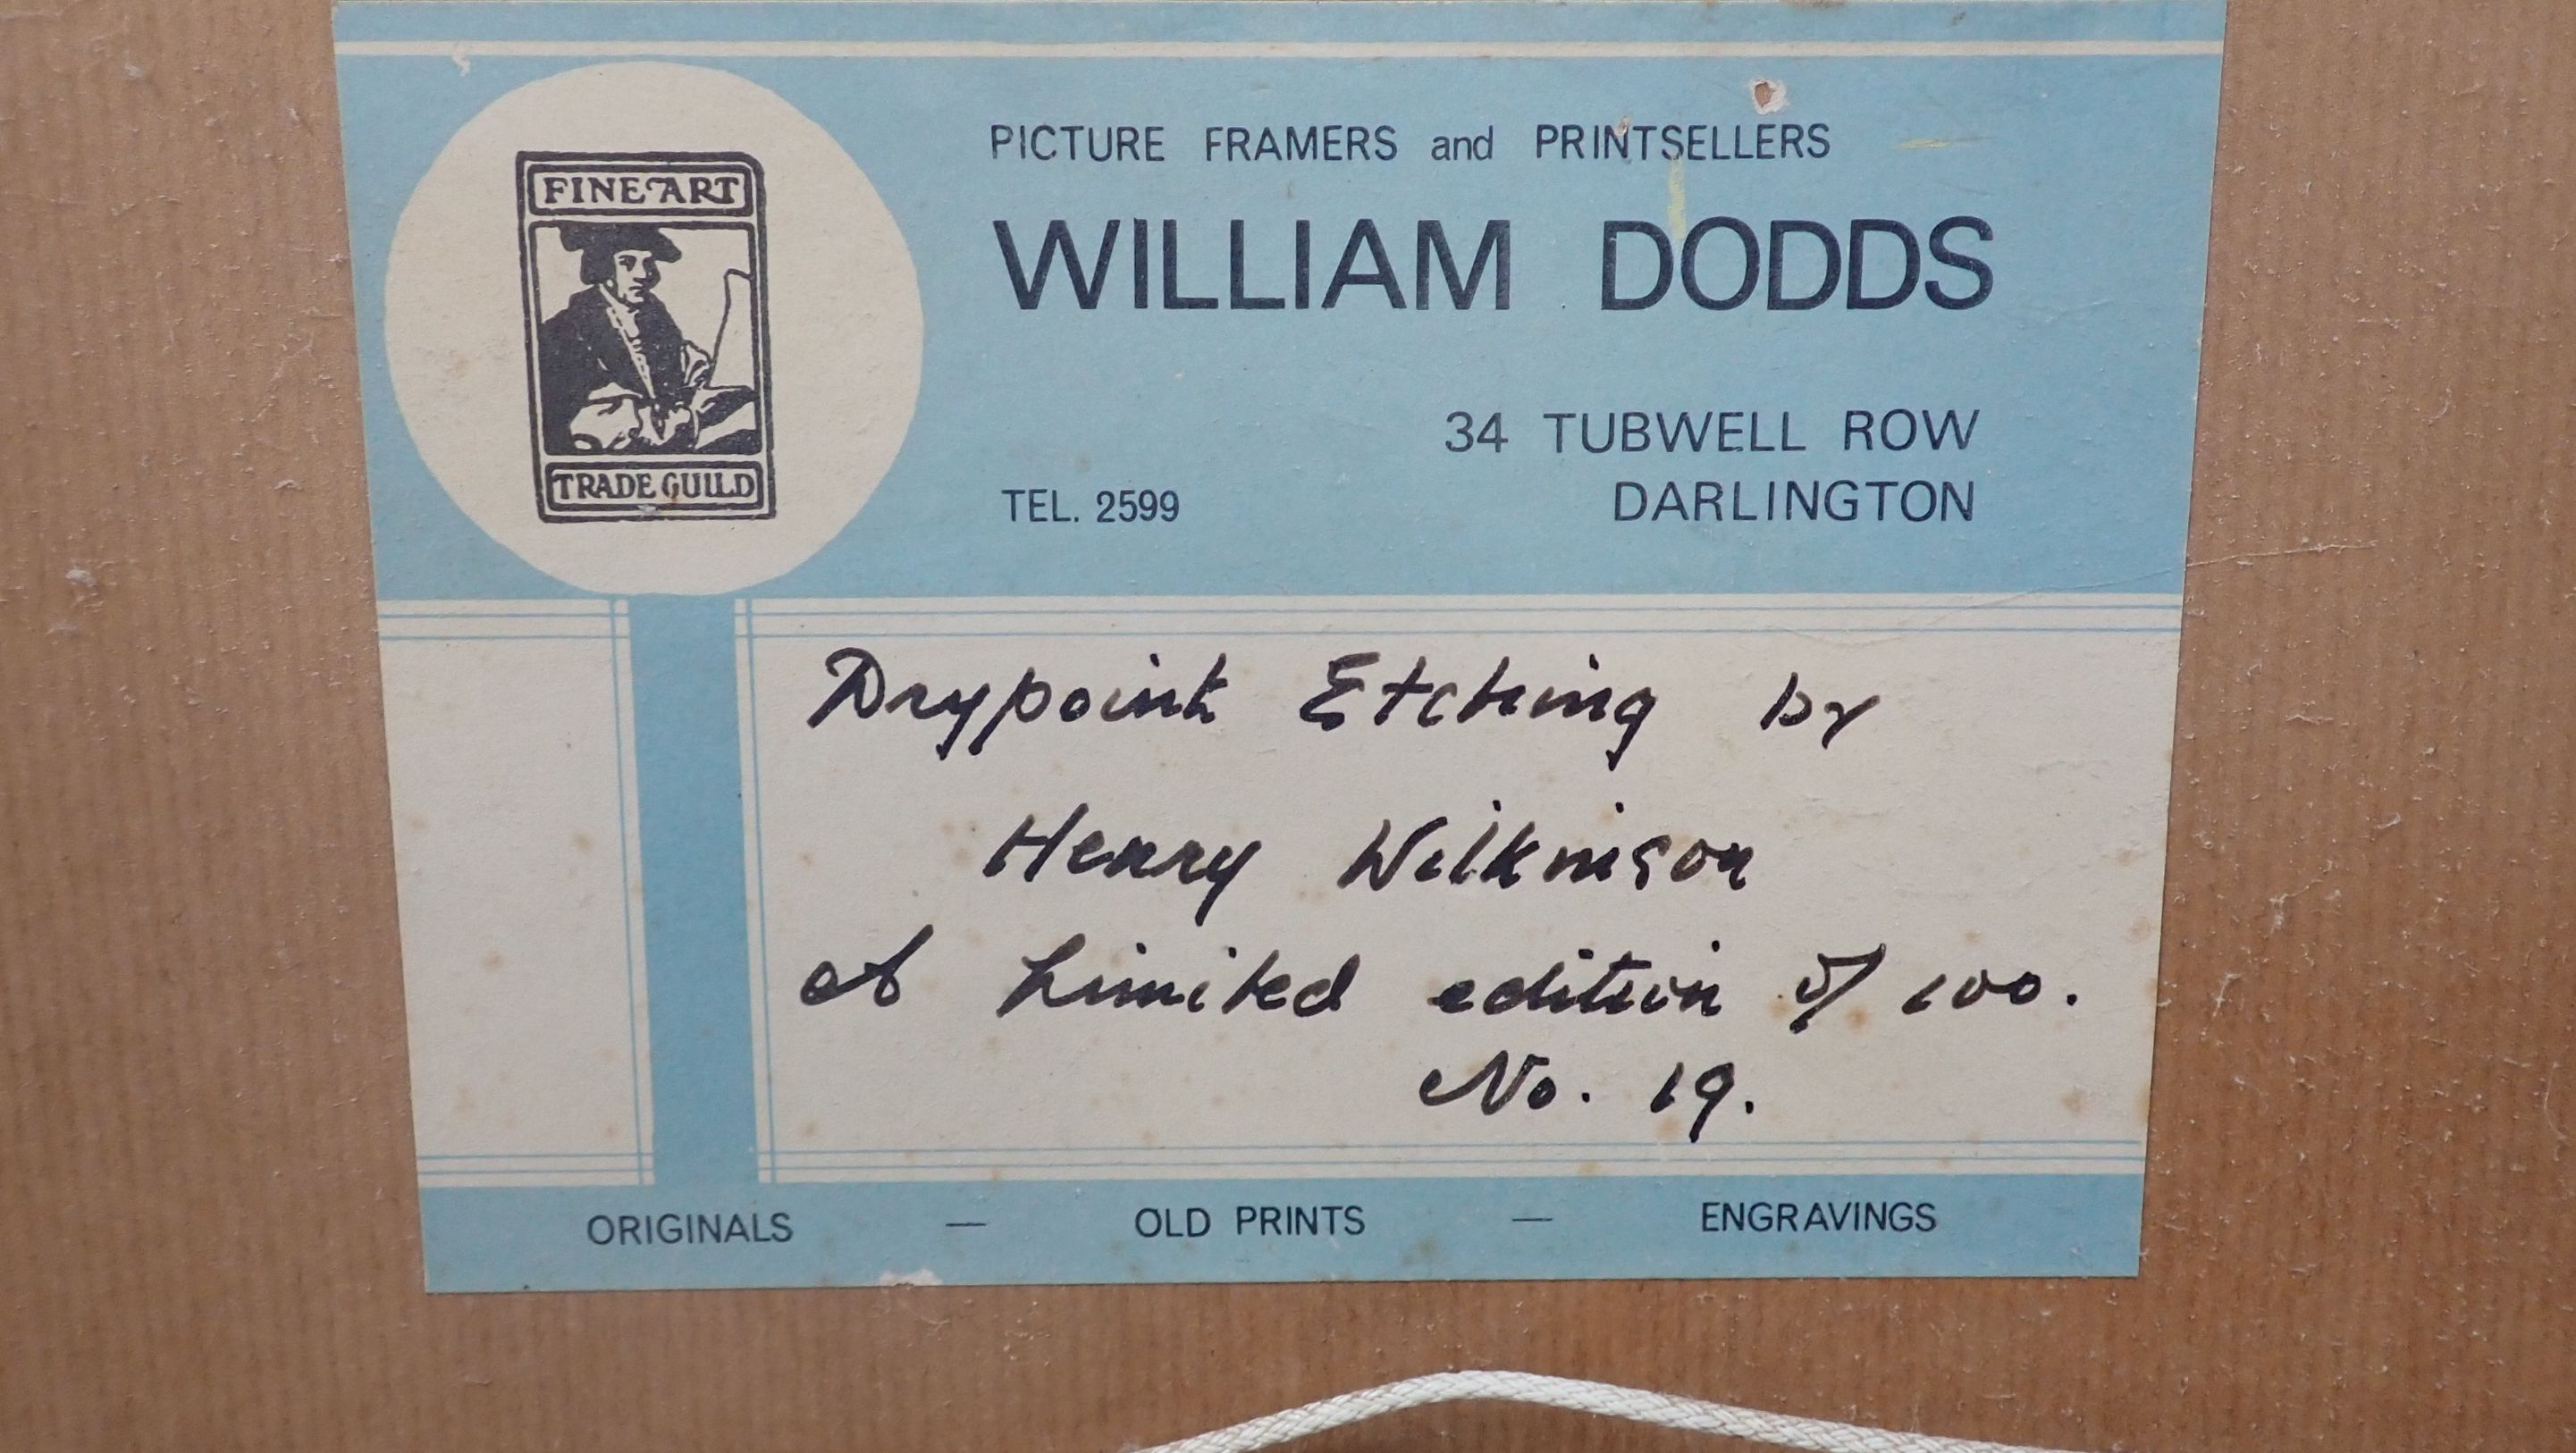 FINE ART
TRADE GUILD
PICTURE FRAMERS and PRINTSELLERS
WILLIAM DODDS
34 TUBWELL ROW
TEL. 2599 DARLINGTON
Drypoint Etching by
Henry Wilkinson
of Limited edition of 100.
No. 19.
ORIGINALS — OLD PRINTS — ENGRAVINGS